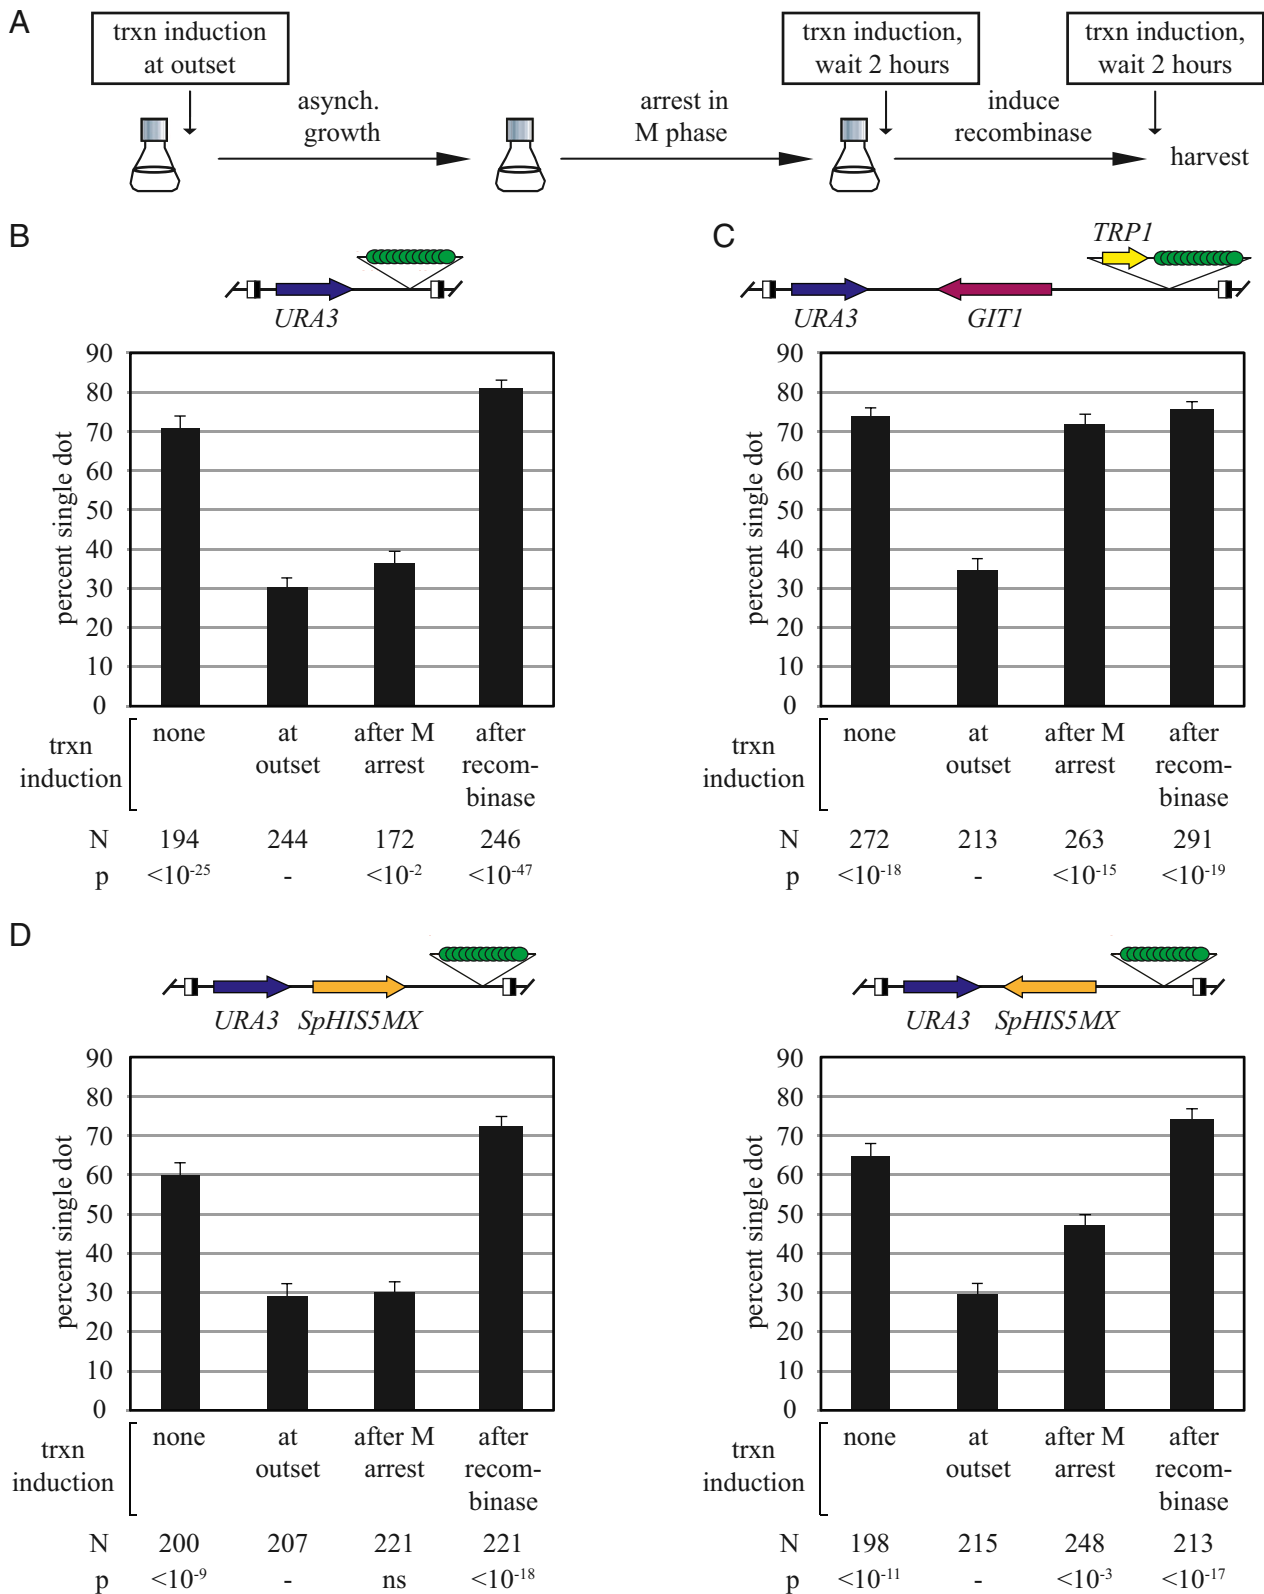 A
trxn induction
at outset
trxn induction,
wait 2 hours
trxn induction,
wait 2 hours
asynch.
growth
arrest in
M phase
induce
recombinase
harvest
B
URA3
percent single dot
90
80
70
60
50
40
30
20
10
0
trxn
induction
none
at
outset
after M
arrest
after
recom-
binase
N 194 244 172 246
p <10⁻²⁵ - <10⁻² <10⁻⁴⁷
C
TRP1
URA3 GIT1
percent single dot
90
80
70
60
50
40
30
20
10
0
trxn
induction
none
at
outset
after M
arrest
after
recom-
binase
N 272 213 263 291
p <10⁻¹⁸ - <10⁻¹⁵ <10⁻¹⁹
D
URA3 SpHIS5MX
percent single dot
90
80
70
60
50
40
30
20
10
0
trxn
induction
none
at
outset
after M
arrest
after
recom-
binase
N 200 207 221 221
p <10⁻⁹ - ns <10⁻¹⁸
URA3 SpHIS5MX
percent single dot
90
80
70
60
50
40
30
20
10
0
trxn
induction
none
at
outset
after M
arrest
after
recom-
binase
N 198 215 248 213
p <10⁻¹¹ - <10⁻³ <10⁻¹⁷